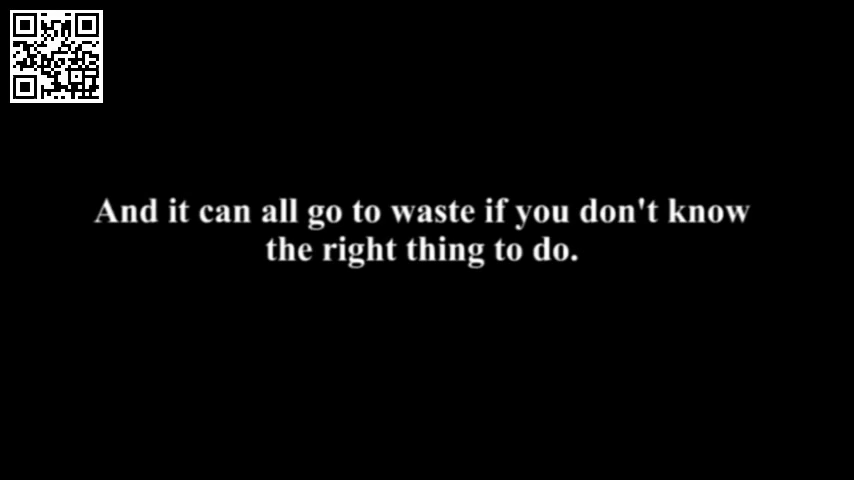 And it can all go to waste if you don't know
the right thing to do.